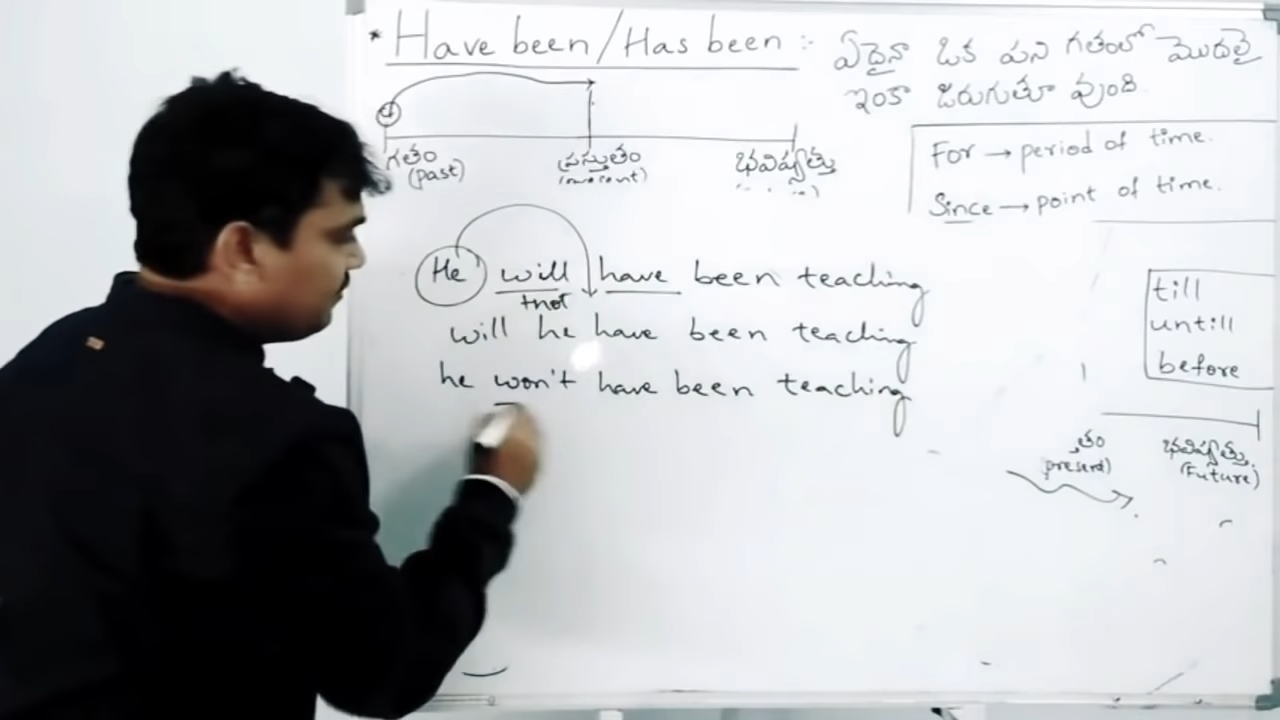 * Have been / Has been :- ఏదైనా ఒక పని గతంలో మొదలై
ఇంకా జరుగుతూ వుంది.
గతం
(past)
ప్రస్తుతం
భవిష్యత్తు
For → period of time.
Since → point of time.
He will have been teaching
+not
will he have been teaching
he won't have been teaching
till
untill
before
తం
present)
భవిష్యత్తు
(Future)